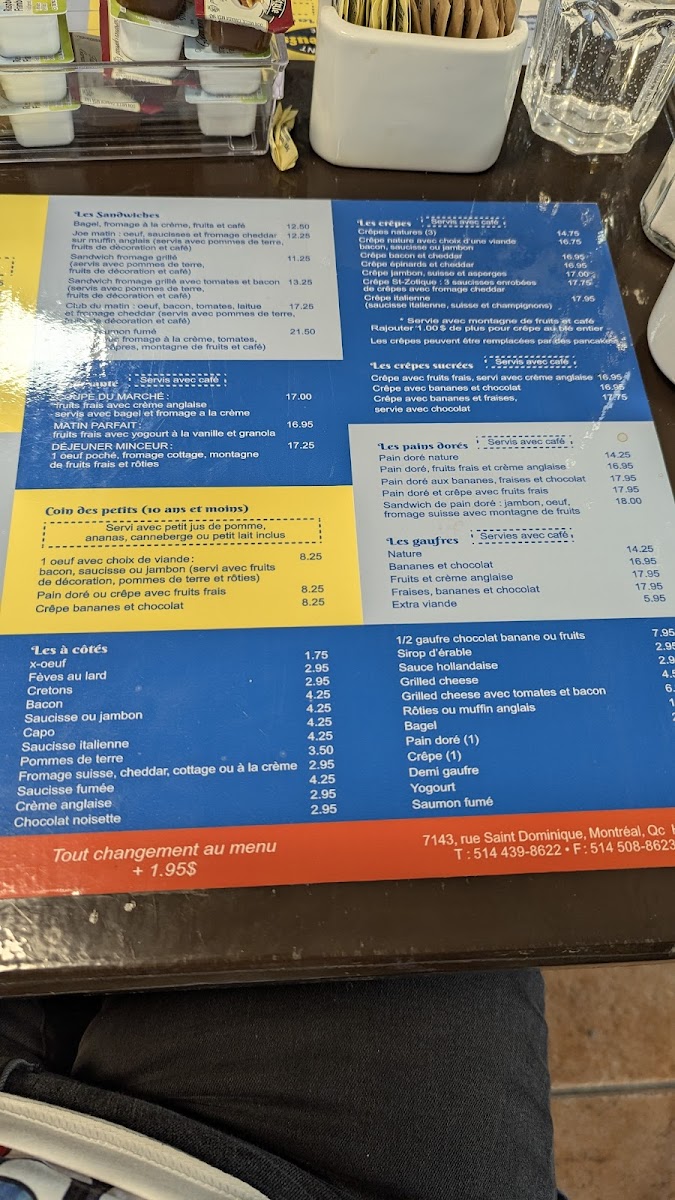 Les Sandwiches
Bagel, fromage à la crème, fruits et café 12.50
Joe matin : oeuf, saucisses et fromage cheddar 12.25
sur muffin anglais (servis avec pommes de terre,
fruits de décoration et café)
Sandwich fromage grillé 11.25
(servis avec pommes de terre,
fruits de décoration et café)
Sandwich fromage grillé avec tomates et bacon 13.25
(servis avec pommes de terre,
fruits de décoration et café)
Club du matin : oeuf, bacon, tomates, laitue 17.25
et fromage cheddar (servis avec pommes de terre,
fruits de décoration et café)
saumon fumé 21.50
fromage à la crème, tomates,
câpres, montagne de fruits et café)
santé Servis avec café
COUPE DU MARCHÉ : 17.00
fruits frais avec crème anglaise
servis avec bagel et fromage a la crème
MATIN PARFAIT : 16.95
fruits frais avec yogourt à la vanille et granola
DÉJEUNER MINCEUR : 17.25
1 oeuf poché, fromage cottage, montagne
de fruits frais et rôties
Coin des petits (10 ans et moins)
Servi avec petit jus de pomme,
ananas, canneberge ou petit lait inclus
1 oeuf avec choix de viande : 8.25
bacon, saucisse ou jambon (servi avec fruits
de décoration, pommes de terre et rôties)
Pain doré ou crêpe avec fruits frais 8.25
Crêpe bananes et chocolat 8.25
Les crêpes Servis avec café
Crêpes natures (3) 14.75
Crêpe nature avec choix d'une viande 16.75
bacon, saucisse ou jambon
Crêpe bacon et cheddar 16.95
Crêpe épinards et cheddar 16.95
Crêpe jambon, suisse et asperges 17.00
Crêpe St-Zotique : 3 saucisses enrobées 17.75
de crêpes avec fromage cheddar
Crêpe italienne 17.95
(saucisse italienne, suisse et champignons)
* Servie avec montagne de fruits et café
Rajouter 1.00 $ de plus pour crêpe au blé entier
Les crêpes peuvent être remplacées par des pancakes
Les crêpes sucrées Servis avec café
Crêpe avec fruits frais, servi avec crème anglaise 16.95
Crêpe avec bananes et chocolat 16.95
Crêpe avec bananes et fraises, 17.75
servie avec chocolat
Les pains dorés Servis avec café
Pain doré nature 14.25
Pain doré, fruits frais et crème anglaise 16.95
Pain doré aux bananes, fraises et chocolat 17.95
Pain doré et crêpe avec fruits frais 17.95
Sandwich de pain doré : jambon, oeuf, 18.00
fromage suisse avec montagne de fruits
Les gaufres Servies avec café
Nature 14.25
Bananes et chocolat 16.95
Fruits et crème anglaise 17.95
Fraises, bananes et chocolat 17.95
Extra viande 5.95
Les à côtés
x-oeuf 1.75
Fèves au lard 2.95
Cretons 2.95
Bacon 4.25
Saucisse ou jambon 4.25
Capo 4.25
Saucisse italienne 4.25
Pommes de terre 3.50
Fromage suisse, cheddar, cottage ou à la crème 2.95
Saucisse fumée 4.25
Crème anglaise 2.95
Chocolat noisette 2.95
1/2 gaufre chocolat banane ou fruits 7.95
Sirop d'érable 2.95
Sauce hollandaise 2.9
Grilled cheese 4.
Grilled cheese avec tomates et bacon 6.
Rôties ou muffin anglais
Bagel
Pain doré (1)
Crêpe (1)
Demi gaufre
Yogourt
Saumon fumé
Tout changement au menu
+ 1.95$
7143, rue Saint Dominique, Montréal, Qc H
T : 514 439-8622 • F : 514 508-8623